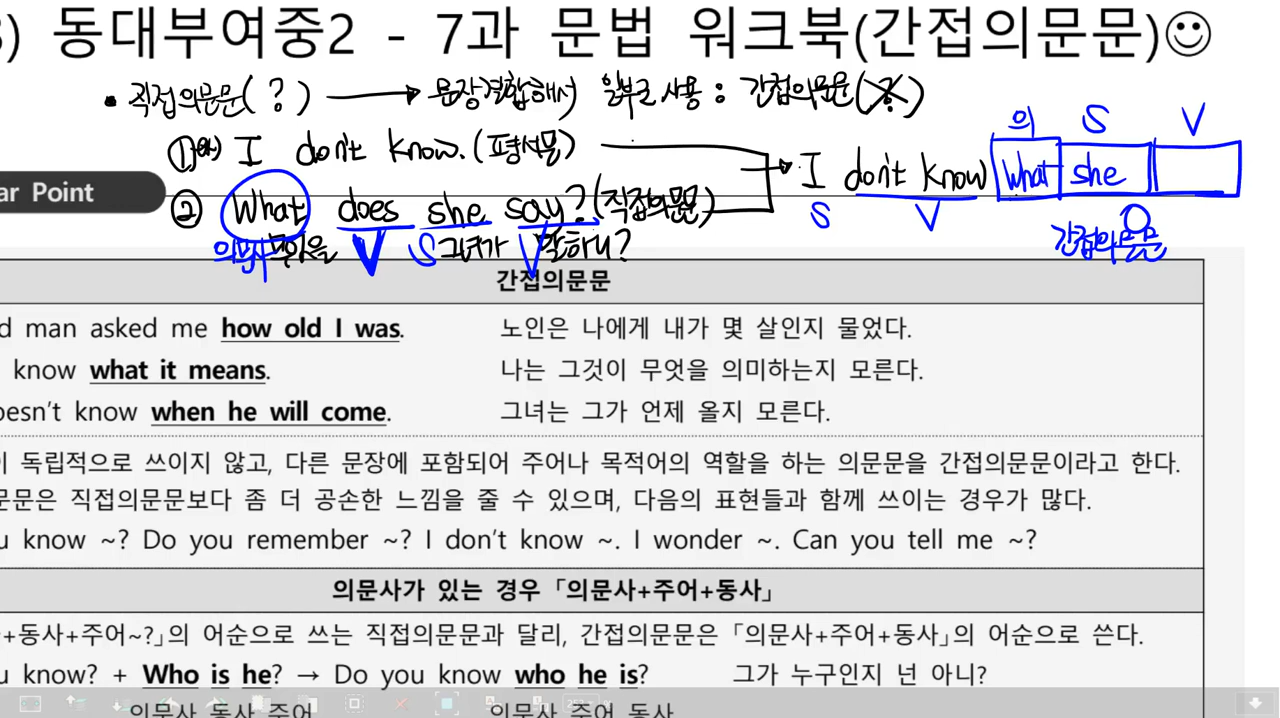 ) 동대부여중2 - 7과 문법 워크북(간접의문문)
• 직접의문문(?) → 문장결합해서 일부로 사용 : 간접의문문(?)
의 S V
① I don't know. (평서문)
I don't know what she
ar Point
② What does she say? (직접의문문)
S V
의문사 무엇을 V S 그녀가 V 말하니?
간접의문문
간접의문문
d man asked me how old I was. 노인은 나에게 내가 몇 살인지 물었다.
know what it means. 나는 그것이 무엇을 의미하는지 모른다.
oesn't know when he will come. 그녀는 그가 언제 올지 모른다.
이 독립적으로 쓰이지 않고, 다른 문장에 포함되어 주어나 목적어의 역할을 하는 의문문을 간접의문문이라고 한다.
문문은 직접의문문보다 좀 더 공손한 느낌을 줄 수 있으며, 다음의 표현들과 함께 쓰이는 경우가 많다.
u know ~? Do you remember ~? I don't know ~. I wonder ~. Can you tell me ~?
의문사가 있는 경우 「의문사+주어+동사」
+동사+주어~?」의 어순으로 쓰는 직접의문문과 달리, 간접의문문은 「의문사+주어+동사」의 어순으로 쓴다.
u know? + Who is he? → Do you know who he is? 그가 누구인지 넌 아니?
의문사 동사 주어 의문사 주어 동사